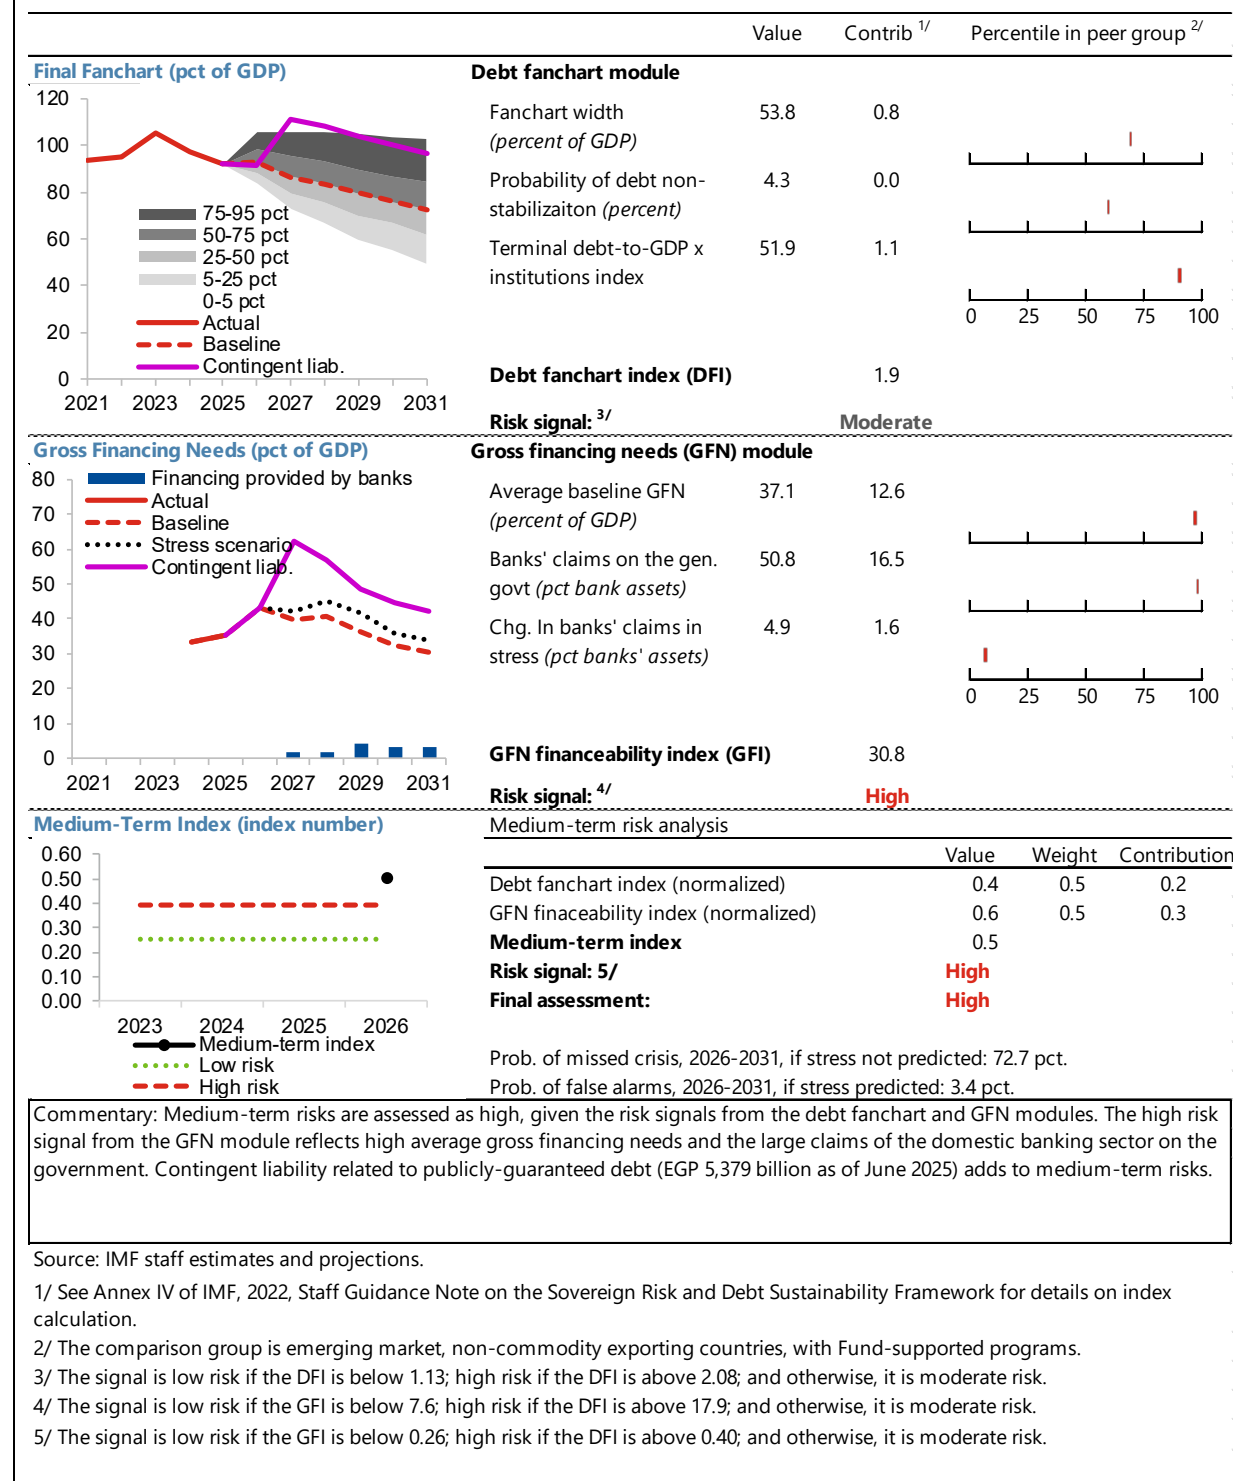 Value Contrib 1/ Percentile in peer group 2/
Final Fanchart (pct of GDP)
120
100
80
60
40
20
0
75-95 pct
50-75 pct
25-50 pct
5-25 pct
0-5 pct
Actual
Baseline
Contingent liab.
2021 2023 2025 2027 2029 2031
Debt fanchart module
Fanchart width 53.8 0.8
(percent of GDP)
Probability of debt non- 4.3 0.0
stabilizaiton (percent)
Terminal debt-to-GDP x 51.9 1.1
institutions index
0 25 50 75 100
Debt fanchart index (DFI) 1.9
Risk signal: 3/ Moderate
Gross Financing Needs (pct of GDP)
80
70
60
50
40
30
20
10
0
Financing provided by banks
Actual
Baseline
Stress scenario
Contingent liab.
2021 2023 2025 2027 2029 2031
Gross financing needs (GFN) module
Average baseline GFN 37.1 12.6
(percent of GDP)
Banks' claims on the gen. 50.8 16.5
govt (pct bank assets)
Chg. In banks' claims in 4.9 1.6
stress (pct banks' assets)
0 25 50 75 100
GFN financeability index (GFI) 30.8
Risk signal: 4/ High
Medium-Term Index (index number)
0.60
0.50
0.40
0.30
0.20
0.10
0.00
2023 2024 2025 2026
Medium-term index
Low risk
High risk
Medium-term risk analysis
Value Weight Contribution
Debt fanchart index (normalized) 0.4 0.5 0.2
GFN finaceability index (normalized) 0.6 0.5 0.3
Medium-term index 0.5
Risk signal: 5/ High
Final assessment: High
Prob. of missed crisis, 2026-2031, if stress not predicted: 72.7 pct.
Prob. of false alarms, 2026-2031, if stress predicted: 3.4 pct.
Commentary: Medium-term risks are assessed as high, given the risk signals from the debt fanchart and GFN modules. The high risk
signal from the GFN module reflects high average gross financing needs and the large claims of the domestic banking sector on the
government. Contingent liability related to publicly-guaranteed debt (EGP 5,379 billion as of June 2025) adds to medium-term risks.
Source: IMF staff estimates and projections.
1/ See Annex IV of IMF, 2022, Staff Guidance Note on the Sovereign Risk and Debt Sustainability Framework for details on index
calculation.
2/ The comparison group is emerging market, non-commodity exporting countries, with Fund-supported programs.
3/ The signal is low risk if the DFI is below 1.13; high risk if the DFI is above 2.08; and otherwise, it is moderate risk.
4/ The signal is low risk if the GFI is below 7.6; high risk if the DFI is above 17.9; and otherwise, it is moderate risk.
5/ The signal is low risk if the GFI is below 0.26; high risk if the DFI is above 0.40; and otherwise, it is moderate risk.